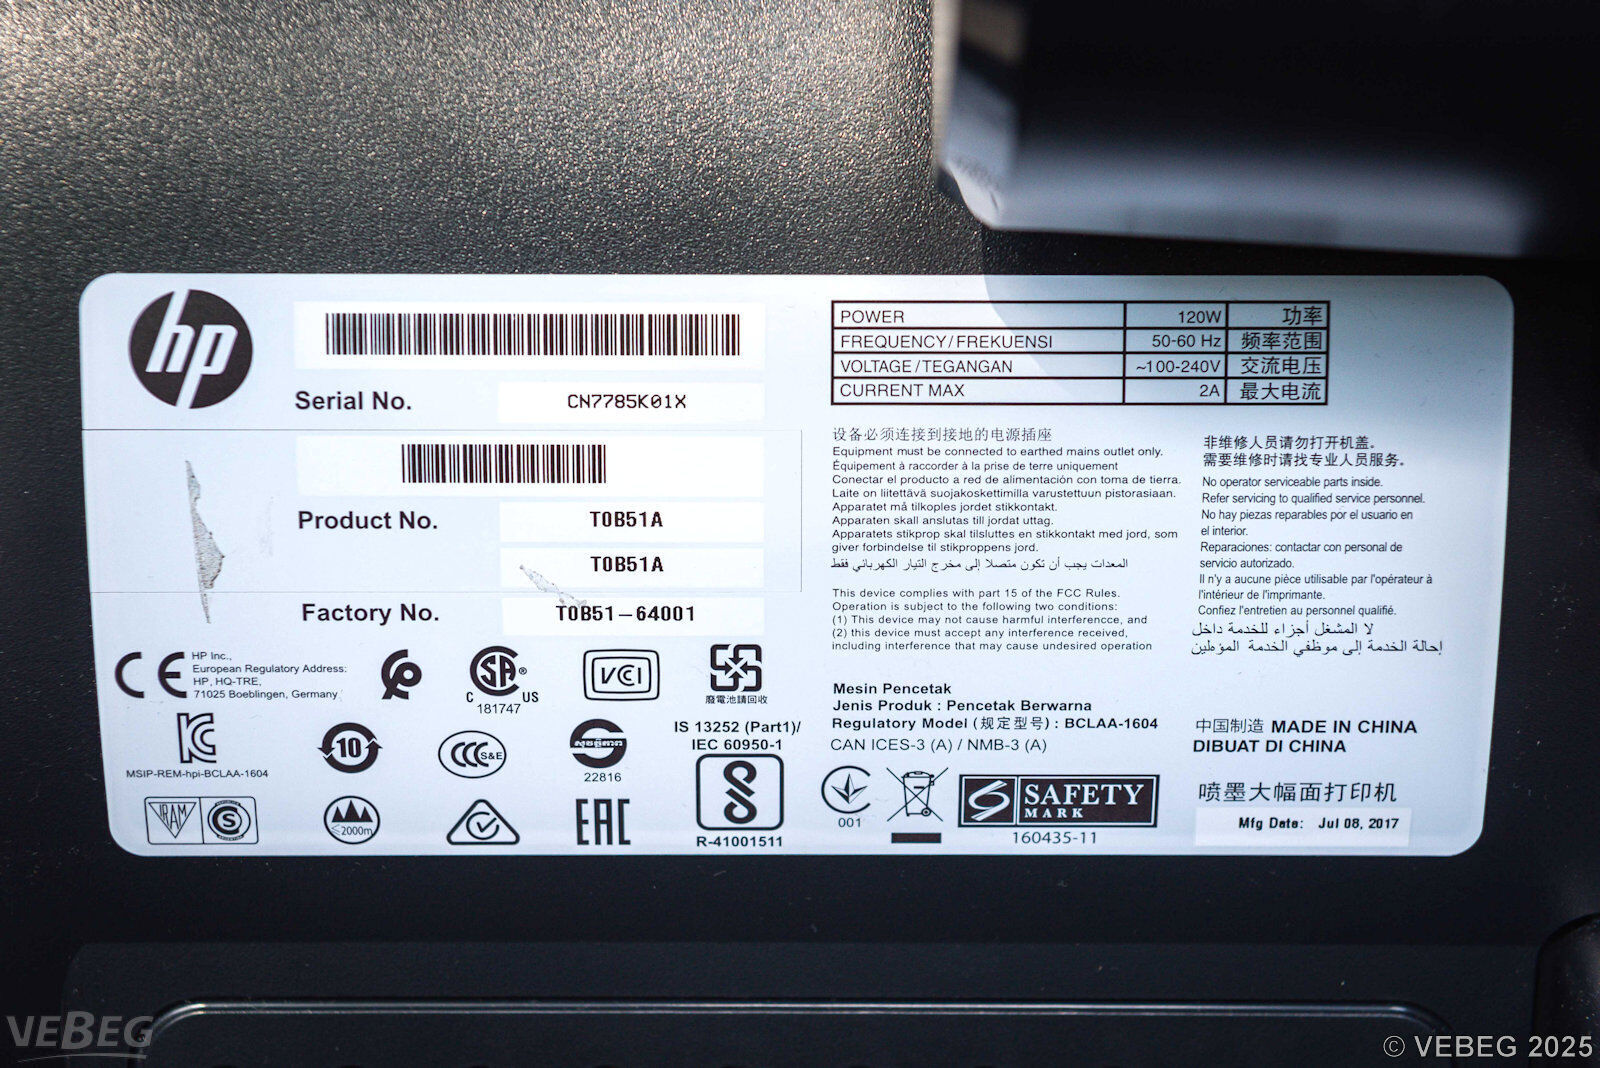 hp
Serial No. CN7785K01X
Product No. T0B51A
T0B51A
Factory No. T0B51-64001
HP Inc.,
European Regulatory Address:
HP, HQ-TRE,
71025 Boeblingen, Germany
CE
SA
C US
181747
VCI
廢電池請回收
KC
MSIP-REM-hpi-BCLAA-1604
10
CCC S&E
22816
IS 13252 (Part1)/
IEC 60950-1
R-41001511
IRAM
S
≤2000m
EAC
POWER 120W 功率
FREQUENCY/FREKUENSI 50-60 Hz 频率范围
VOLTAGE/TEGANGAN ~100-240V 交流电压
CURRENT MAX 2A 最大电流
设备必须连接到接地的电源插座
Equipment must be connected to earthed mains outlet only.
Équipement à raccorder à la prise de terre uniquement
Conectar el producto a red de alimentación con toma de tierra.
Laite on liitettävä suojakoskettimilla varustettuun pistorasiaan.
Apparatet må tilkoples jordet stikkontakt.
Apparaten skall anslutas till jordat uttag.
Apparatets stikprop skal tilsluttes en stikkontakt med jord, som
giver forbindelse til stikproppens jord.
المعدات يجب أن تكون متصلا إلى مخرج التيار الكهربائي فقط
This device complies with part 15 of the FCC Rules.
Operation is subject to the following two conditions:
(1) This device may not cause harmful interferencce, and
(2) this device must accept any interference received,
including interference that may cause undesired operation
非维修人员请勿打开机盖。
需要维修时请找专业人员服务。
No operator serviceable parts inside.
Refer servicing to qualified service personnel.
No hay piezas reparables por el usuario en
el interior.
Reparaciones: contactar con personal de
servicio autorizado.
Il n'y a aucune pièce utilisable par l'opérateur à
l'intérieur de l'imprimante.
Confiez l'entretien au personnel qualifié.
لا المشغل أجزاء للخدمة داخل
إحالة الخدمة إلى موظفي الخدمة المؤهلين
Mesin Pencetak
Jenis Produk : Pencetak Berwarna
Regulatory Model (规定型号) : BCLAA-1604
CAN ICES-3 (A) / NMB-3 (A)
001
SAFETY
MARK
160435-11
中国制造 MADE IN CHINA
DIBUAT DI CHINA
喷墨大幅面打印机
Mfg Date: Jul 08, 2017
VEBEG
© VEBEG 2025